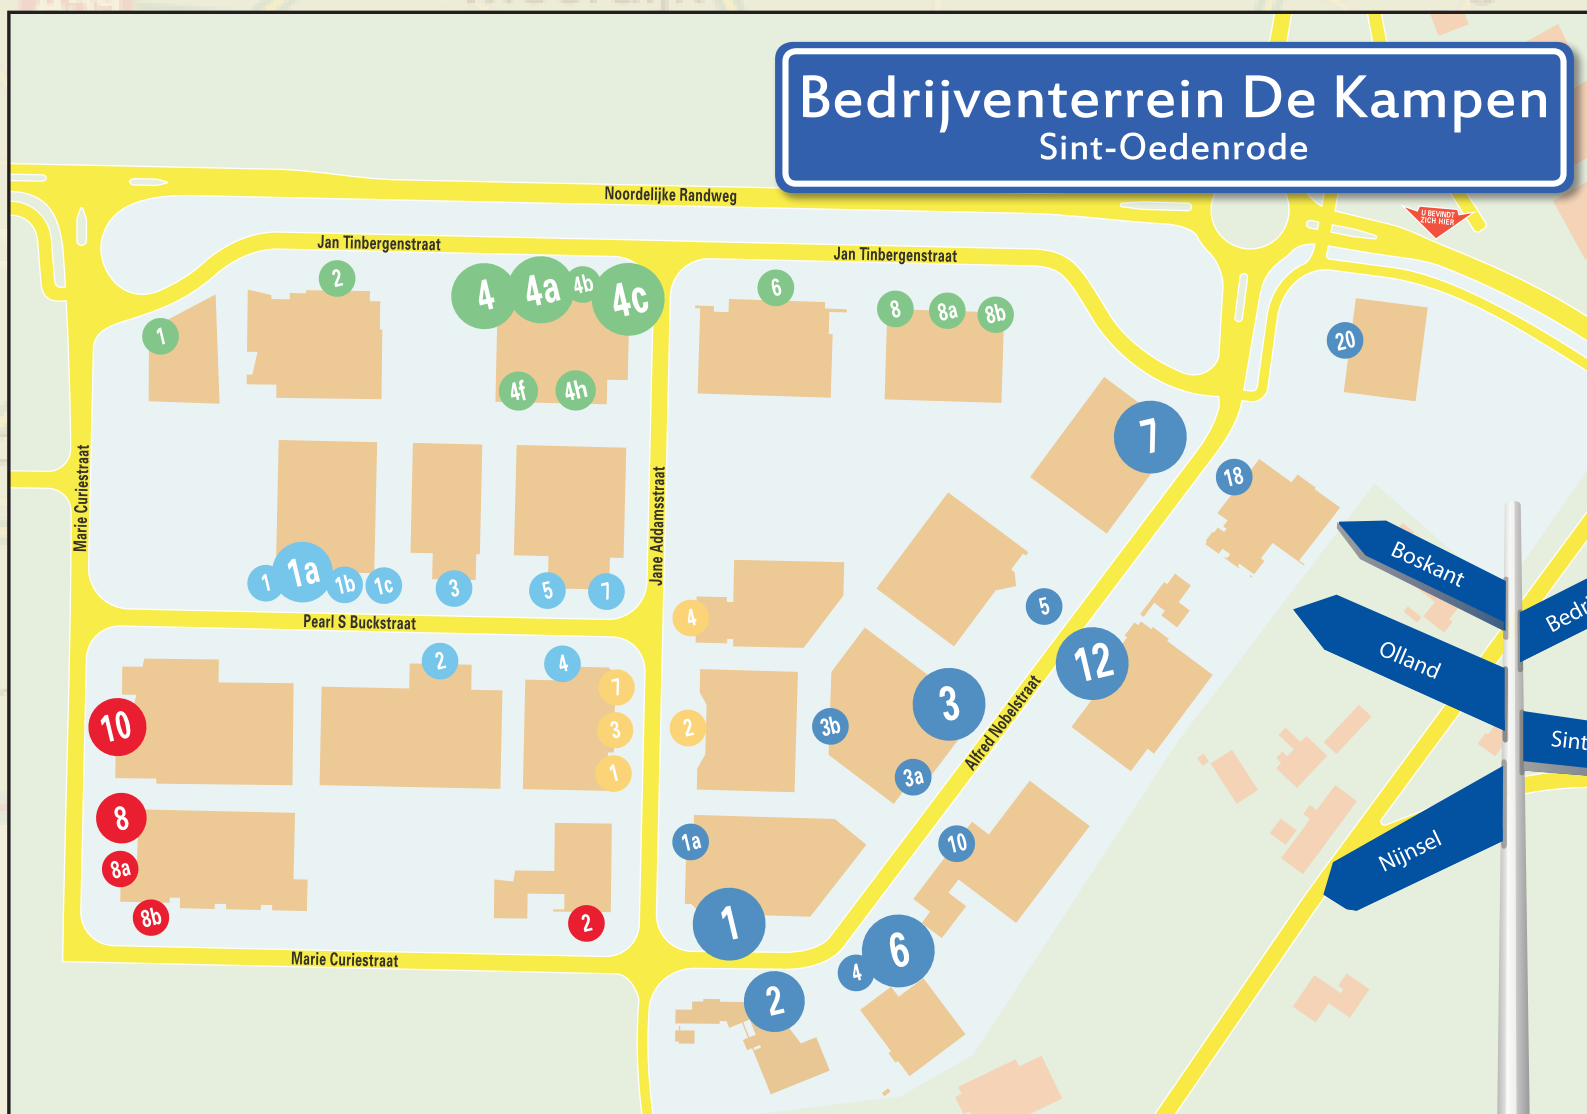 Bedrijventerrein De Kampen
Sint-Oedenrode
Noordelijke Randweg
U BEVINDT
ZICH HIER
Jan Tinbergenstraat
Jan Tinbergenstraat
2
4
4a
4b
4c
6
8
8a
8b
1
20
4f
4h
7
Marie Curiestraat
Jane Addamsstraat
18
1
1a
1b
1c
3
5
7
5
4
Pearl S Buckstraat
Boskant
Olland
Nijnsel
2
4
7
3
1
2
3b
3
3a
12
Alfred Nobelstraat
10
8
8a
8b
2
1a
1
10
6
4
2
Marie Curiestraat